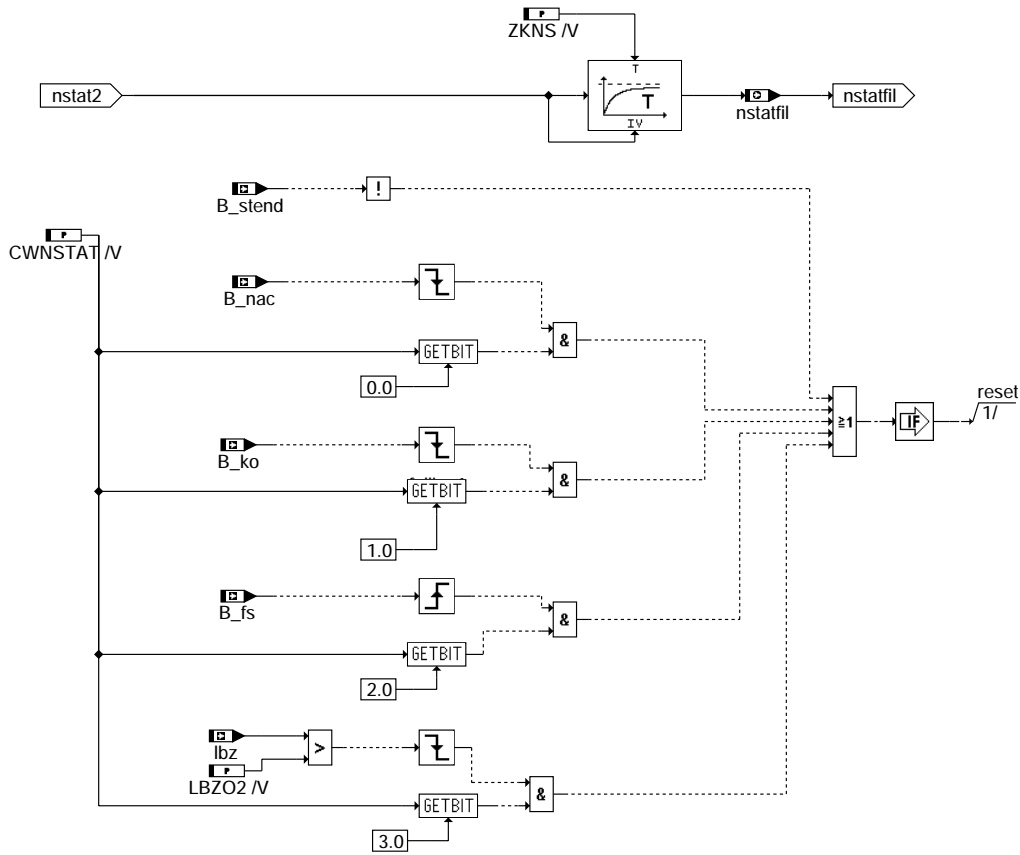 P
ZKNS /V
T
nstat2
T
IV
nstatfil
nstatfil
B_stend
!
P
CWNSTAT /V
B_nac
&
GETBIT
0.0
reset
1/
≥1
IF
B_ko
&
GETBIT
1.0
B_fs
&
GETBIT
2.0
lbz
>
P
LBZO2 /V
&
GETBIT
3.0